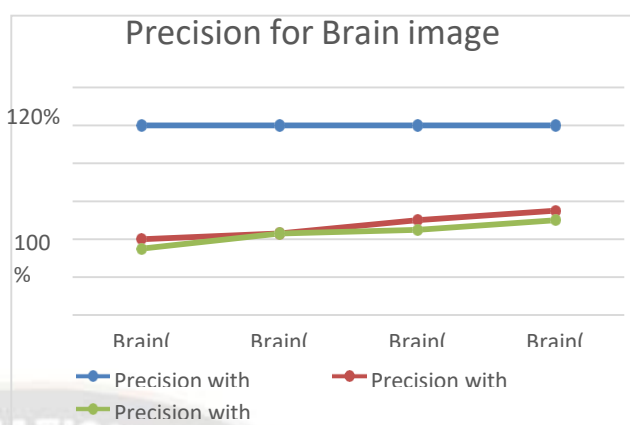 Precision for Brain image
120%
100
%
Brain(
Brain(
Brain(
Brain(
Precision with
Precision with
Precision with